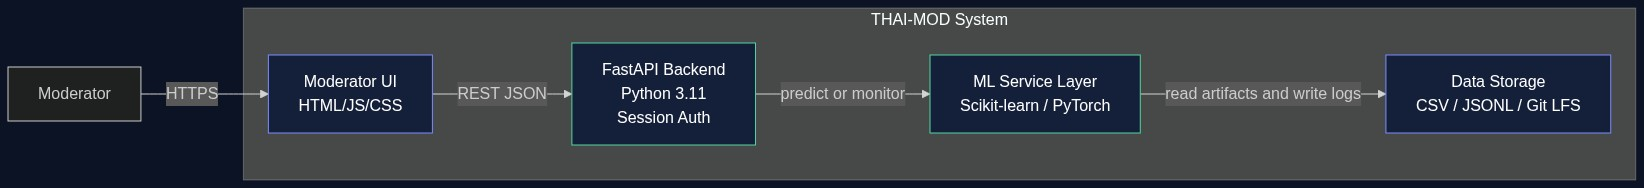 THAI-MOD System
Moderator
HTTPS
Moderator UI
HTML/JS/CSS
REST JSON
FastAPI Backend
Python 3.11
Session Auth
predict or monitor
ML Service Layer
Scikit-learn / PyTorch
read artifacts and write logs
Data Storage
CSV / JSONL / Git LFS